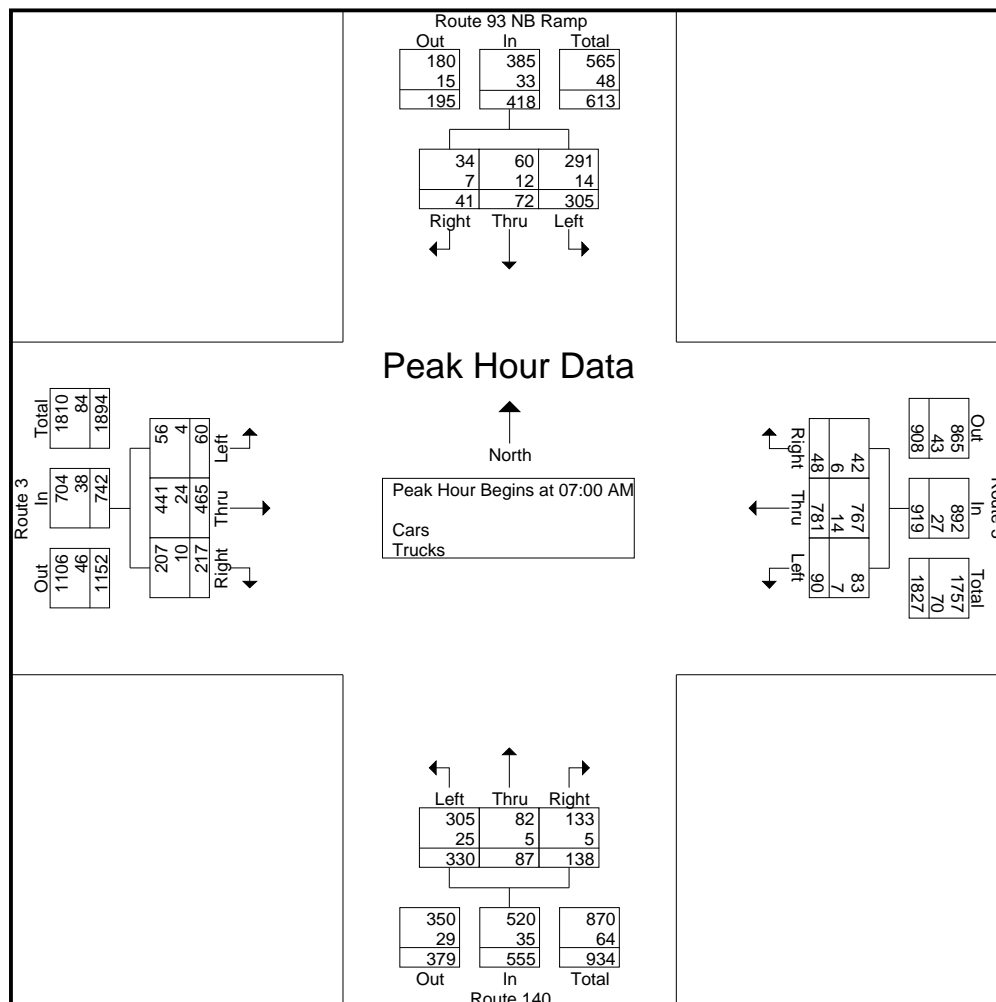 Route 93 NB Ramp
Out In Total
180 385 565
15 33 48
195 418 613
34 60 291
7 12 14
41 72 305
Right Thru Left
Peak Hour Data
North
Peak Hour Begins at 07:00 AM
Cars
Trucks
Route 3
Total In Out
1810 704 1106
84 38 46
1894 742 1152
56 441 207
4 24 10
60 465 217
Left Thru Right
Out In Total
865 892 1757
43 27 70
908 919 1827
42 767 83
6 14 7
48 781 90
Right Thru Left
Left Thru Right
305 82 133
25 5 5
330 87 138
350 520 870
29 35 64
379 555 934
Out In Total
Route 140